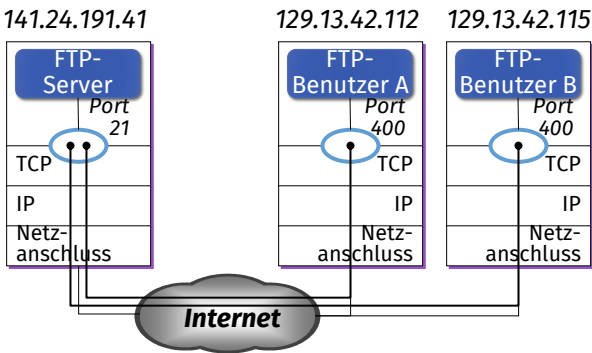 141.24.191.41
129.13.42.112
129.13.42.115
FTP-
Server
Port
21
TCP
IP
Netz-
anschluss
FTP-
Benutzer A
Port
400
TCP
IP
Netz-
anschluss
FTP-
Benutzer B
Port
400
TCP
IP
Netz-
anschluss
Internet